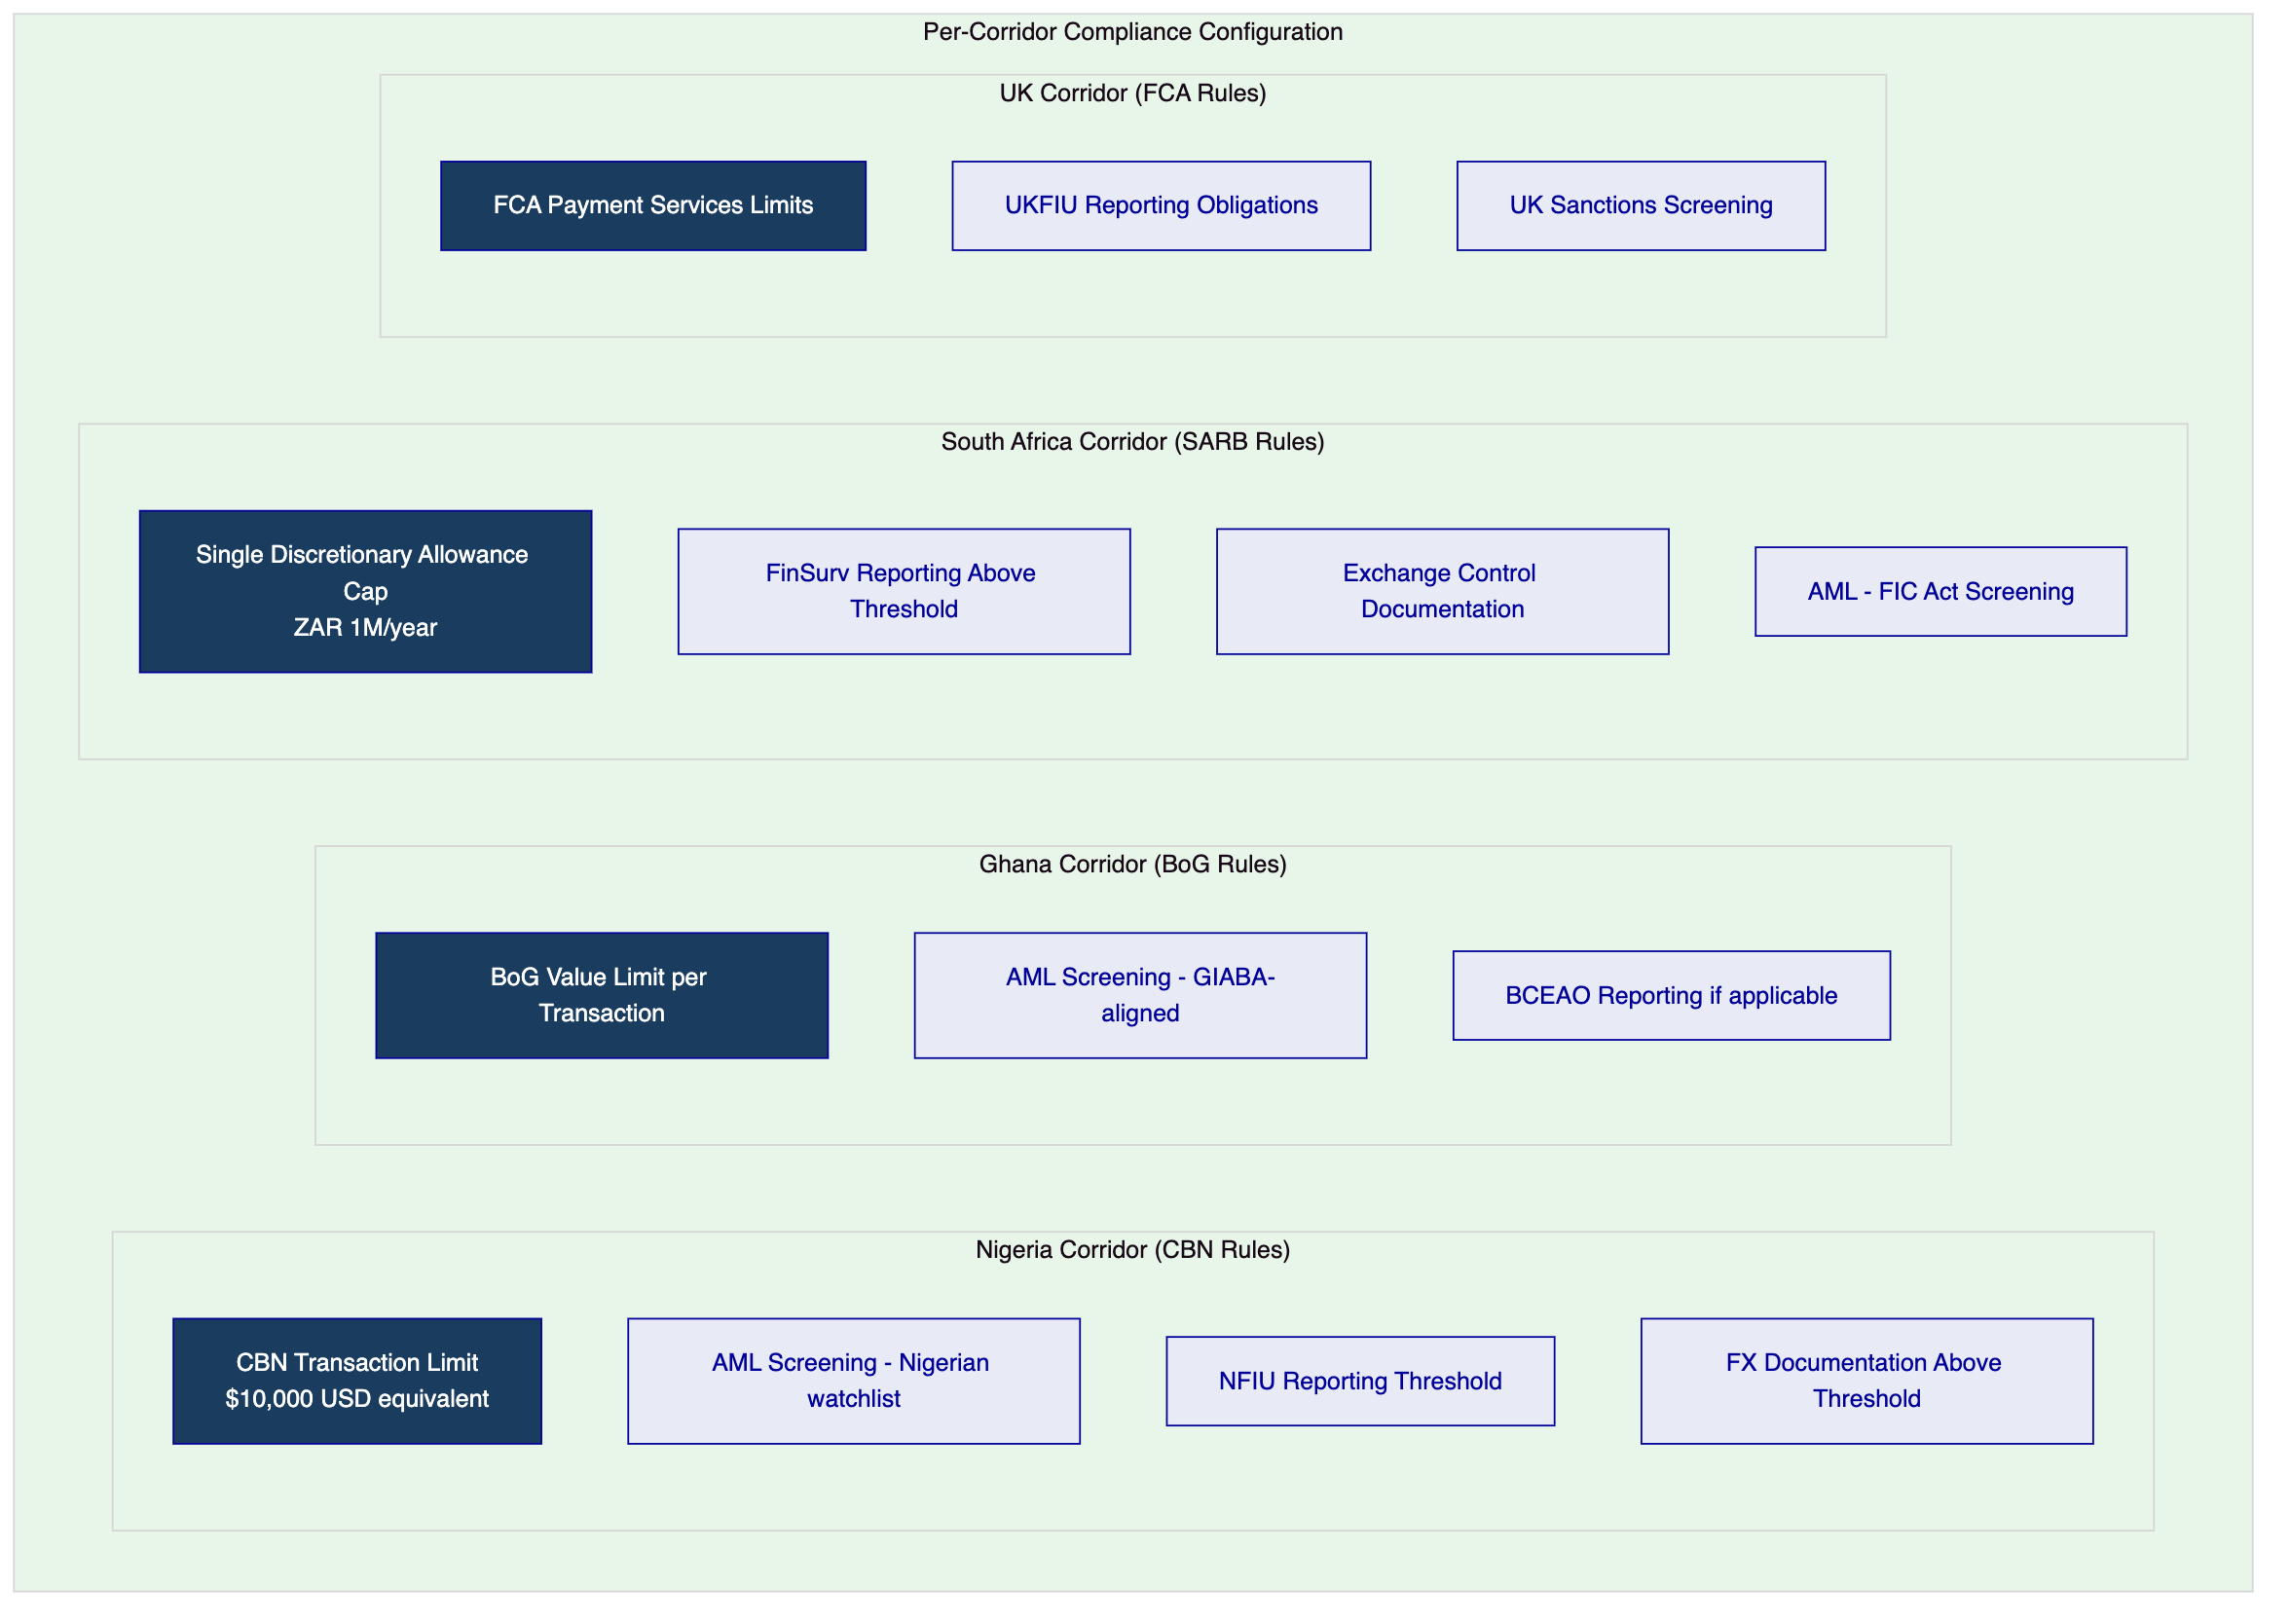 Per-Corridor Compliance Configuration
UK Corridor (FCA Rules)
FCA Payment Services Limits
UKFIU Reporting Obligations
UK Sanctions Screening
South Africa Corridor (SARB Rules)
Single Discretionary Allowance
Cap
ZAR 1M/year
FinSurv Reporting Above
Threshold
Exchange Control
Documentation
AML - FIC Act Screening
Ghana Corridor (BoG Rules)
BoG Value Limit per
Transaction
AML Screening - GIABA-
aligned
BCEAO Reporting if applicable
Nigeria Corridor (CBN Rules)
CBN Transaction Limit
$10,000 USD equivalent
AML Screening - Nigerian
watchlist
NFIU Reporting Threshold
FX Documentation Above
Threshold